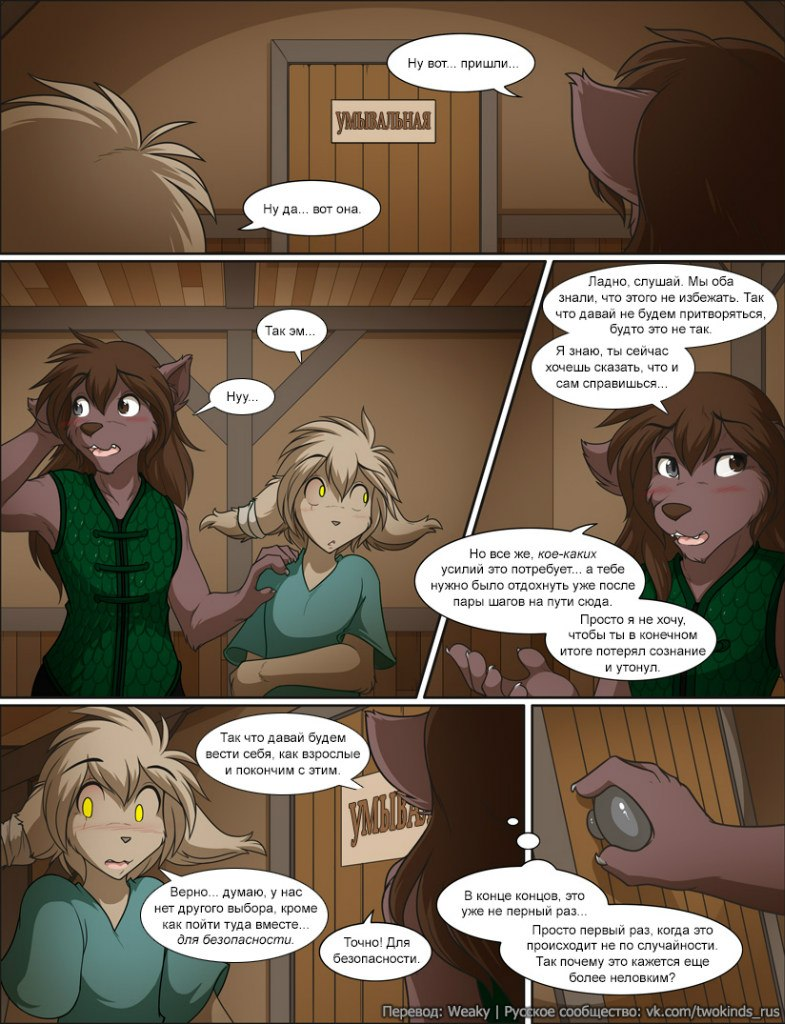 Ну вот... пришли...
УМЫВАЛЬНАЯ
Ну да... вот она.
Так эм...
Нуу...
Ладно, слушай. Мы оба
знали, что этого не избежать. Так
что давай не будем притворяться,
будто это не так.
Я знаю, ты сейчас
хочешь сказать, что и
сам справишься...
Но все же, кое-каких
усилий это потребует... а тебе
нужно было отдохнуть уже после
пары шагов на пути сюда.
Просто я не хочу,
чтобы ты в конечном
итоге потерял сознание
и утонул.
Так что давай будем
вести себя, как взрослые
и покончим с этим.
УМЫВА
Верно... думаю, у нас
нет другого выбора, кроме
как пойти туда вместе...
для безопасности.
Точно! Для
безопасности.
В конце концов, это
уже не первый раз...
Просто первый раз, когда это
происходит не по случайности.
Так почему это кажется еще
более неловким?
Перевод: Weaky | Русское сообщество: vk.com/twokinds_rus